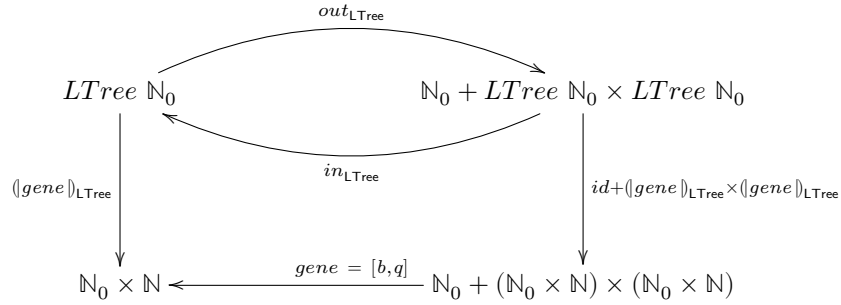 out_LTree
LTree ℕ₀
ℕ₀ + LTree ℕ₀ × LTree ℕ₀
in_LTree
⦇gene⦈_LTree
id+⦇gene⦈_LTree×⦇gene⦈_LTree
gene = [b,q]
ℕ₀ × ℕ
ℕ₀ + (ℕ₀ × ℕ) × (ℕ₀ × ℕ)